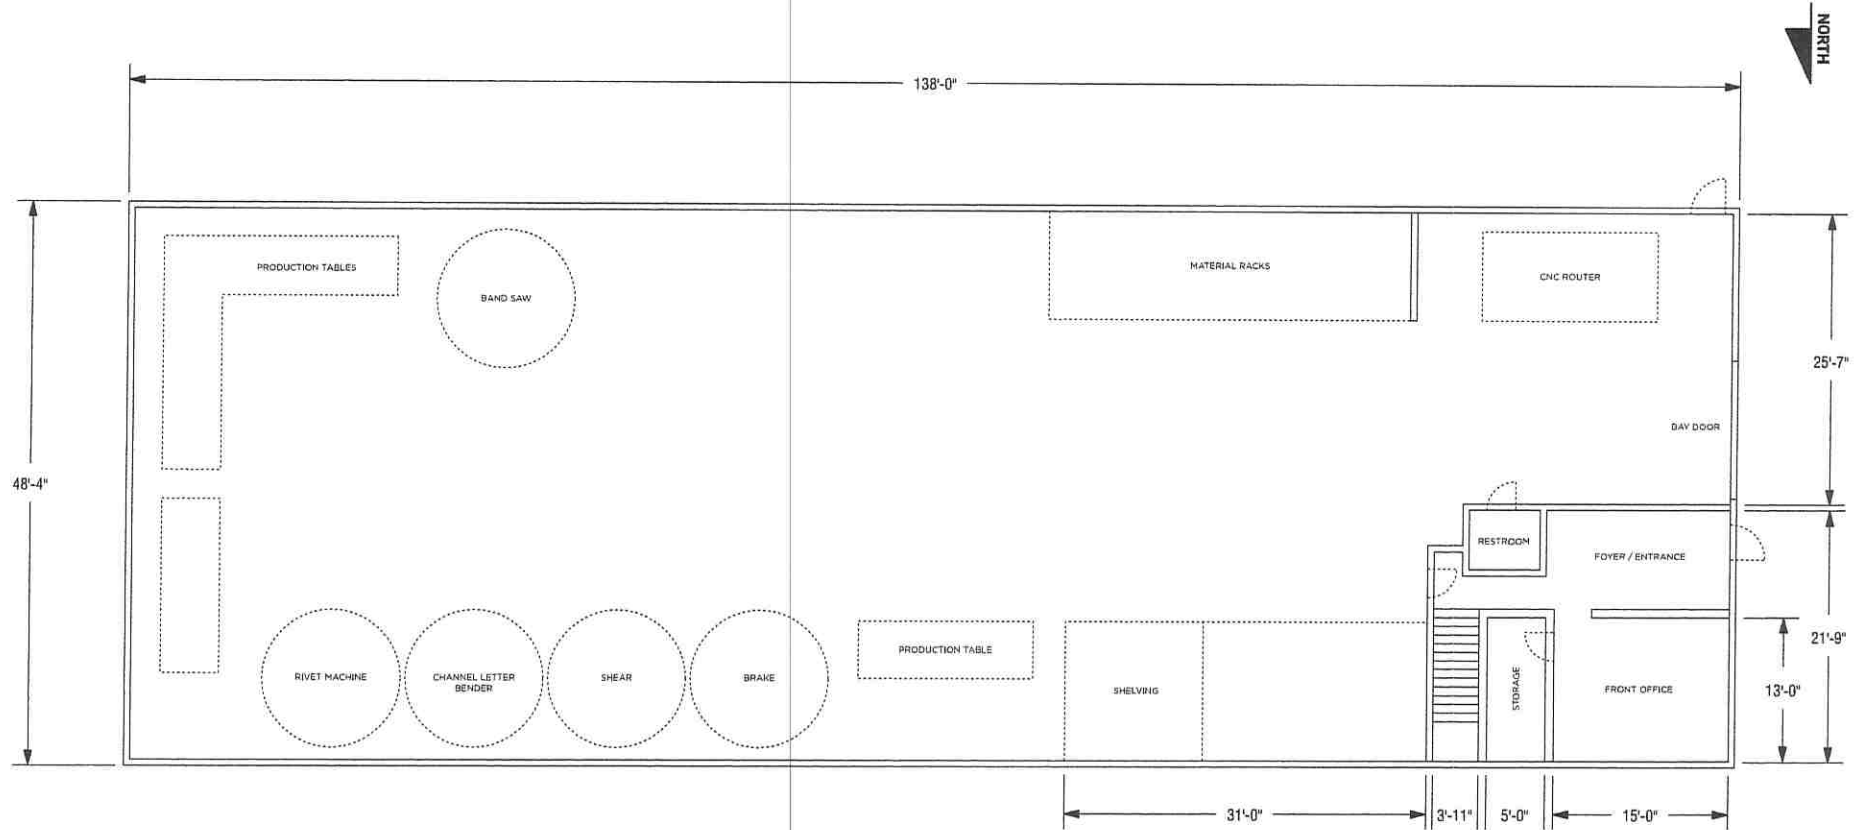 NORTH
138'-0"
PRODUCTION TABLES
BAND SAW
MATERIAL RACKS
CNC ROUTER
25'-7"
BAY DOOR
48'-4"
RESTROOM
FOYER / ENTRANCE
21'-9"
PRODUCTION TABLE
RIVET MACHINE
CHANNEL LETTER
BENDER
SHEAR
BRAKE
SHELVING
STORAGE
FRONT OFFICE
13'-0"
31'-0"
3'-11"
5'-0"
15'-0"